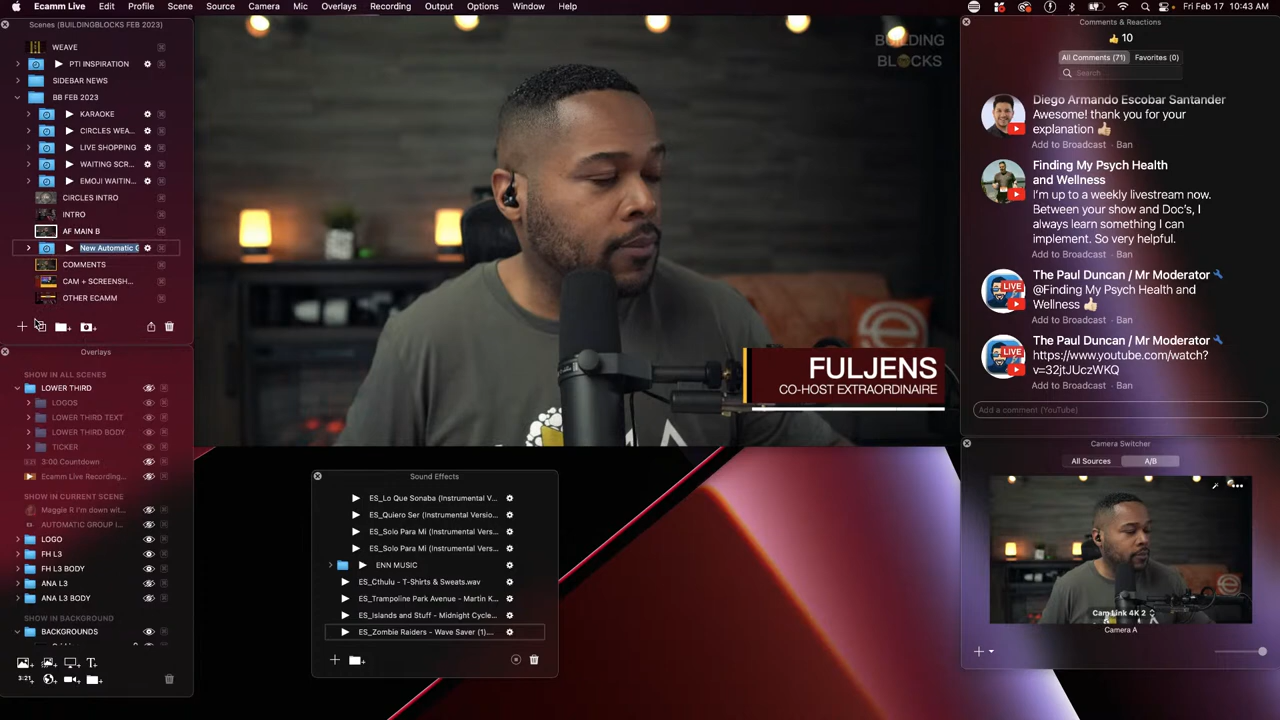 Ecamm Live Edit Profile Scene Source Camera Mic Overlays Recording Output Options Window Help Fri Feb 17 10:43 AM
Scenes (BUILDINGBLOCKS FEB 2023)
WEAVE
PTI INSPIRATION
SIDEBAR NEWS
BB FEB 2023
KARAOKE
CIRCLES WEA...
LIVE SHOPPING
WAITING SCR...
EMOJI WAITIN...
CIRCLES INTRO
INTRO
AF MAIN B
New Automatic G
COMMENTS
CAM + SCREENSH...
OTHER ECAMM
Overlays
SHOW IN ALL SCENES
LOWER THIRD
LOGOS
LOWER THIRD TEXT
LOWER THIRD BODY
TICKER
3:00 Countdown
Ecamm Live Recording...
SHOW IN CURRENT SCENE
Maggie R I'm down wit...
AUTOMATIC GROUP I...
LOGO
FH L3
FH L3 BODY
ANA L3
ANA L3 BODY
SHOW IN BACKGROUND
BACKGROUNDS
3:21
BUILDING
BLOCKS
FULJENS
CO-HOST EXTRAORDINAIRE
Sound Effects
ES_Lo Que Sonaba (Instrumental V...
ES_Quiero Ser (Instrumental Versio...
ES_Solo Para Mi (Instrumental Vers...
ES_Solo Para Mi (Instrumental Vers...
ENN MUSIC
ES_Cthulu - T-Shirts & Sweats.wav
ES_Trampoline Park Avenue - Martin K...
ES_Islands and Stuff - Midnight Cycle...
ES_Zombie Raiders - Wave Saver (1)....
Comments & Reactions
10
All Comments (71) Favorites (0)
Search
Diego Armando Escobar Santander
Awesome! thank you for your
explanation
Add to Broadcast · Ban
Finding My Psych Health
and Wellness
I'm up to a weekly livestream now.
Between your show and Doc's, I
always learn something I can
implement. So very helpful.
Add to Broadcast · Ban
The Paul Duncan / Mr Moderator
@Finding My Psych Health and
Wellness
Add to Broadcast · Ban
The Paul Duncan / Mr Moderator
https://www.youtube.com/watch?
v=32jtJUczWKQ
Add to Broadcast · Ban
LIVE
LIVE
Add a comment (YouTube)
Camera Switcher
All Sources A/B
Cam Link 4K 2
Camera A